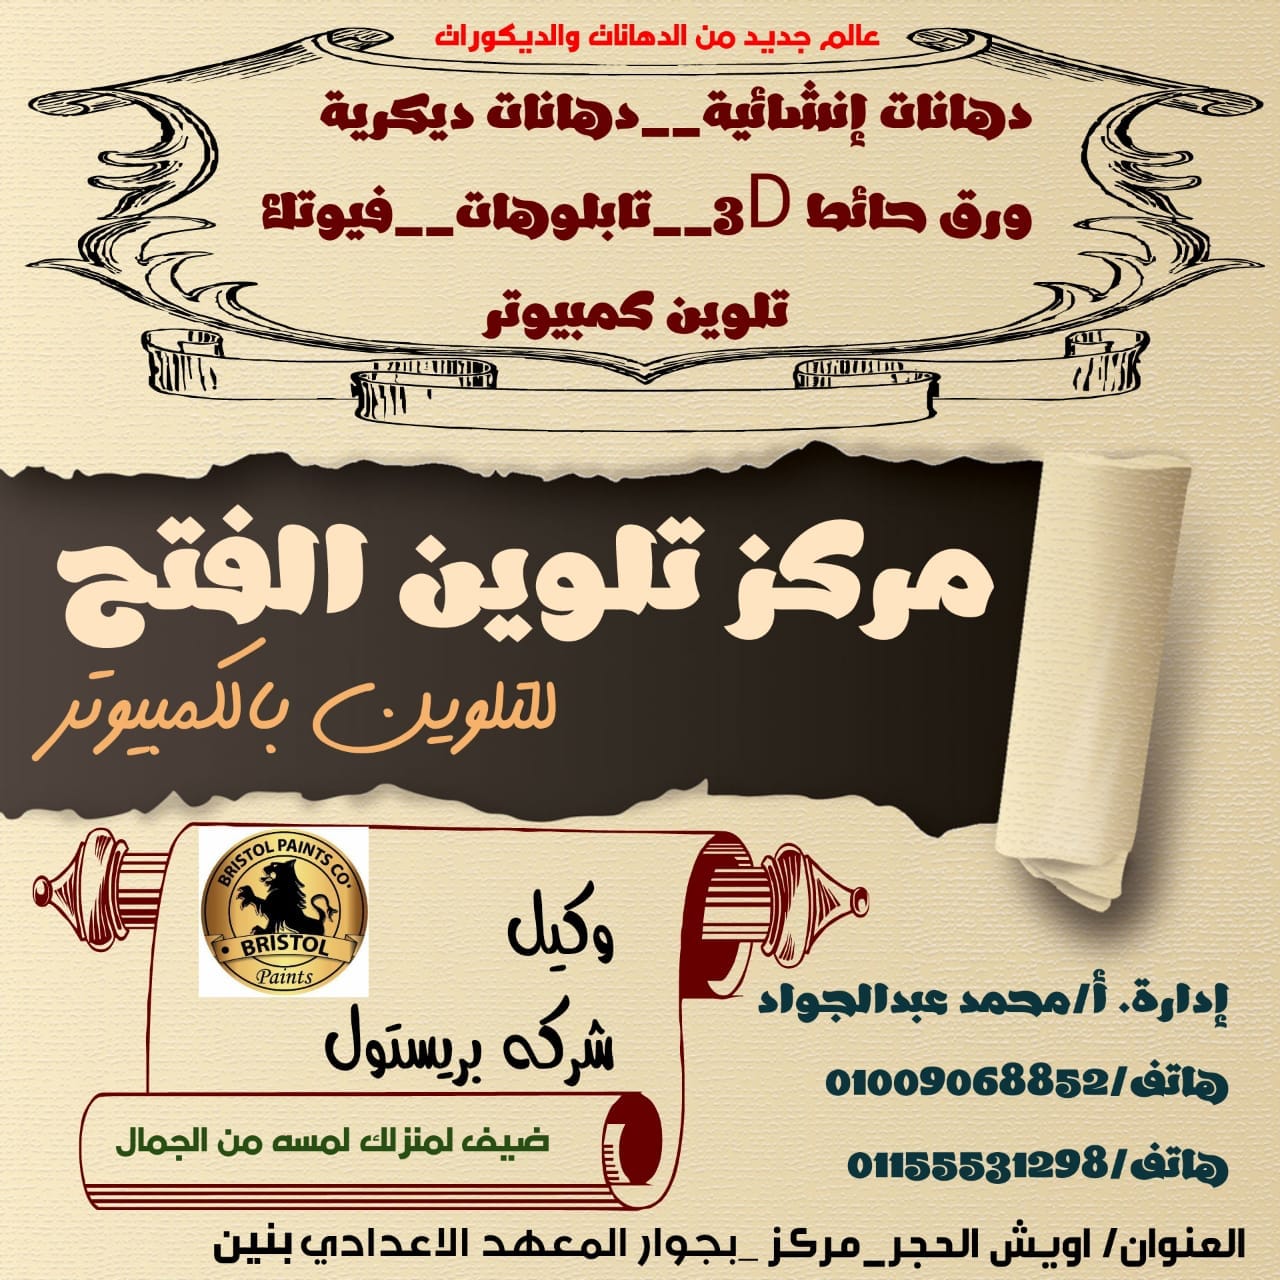 عالم جديد من الدهانات والديكورات
دهانات إنشائية__دهانات ديكرية
ورق حائط 3D__تابلوهات__فيوتك
تلوين كمبيوتر
مركز تلوين الفتح
للتلوين بالكمبيوتر
BRISTOL PAINTS CO.
BRISTOL
Paints
وكيل
شركه بريستول
ضيف لمنزلك لمسه من الجمال
إدارة. أ/محمد عبدالجواد
هاتف/01009068852
هاتف/01155531298
العنوان/ اويش الحجر_مركز _بجوار المعهد الاعدادي بنين